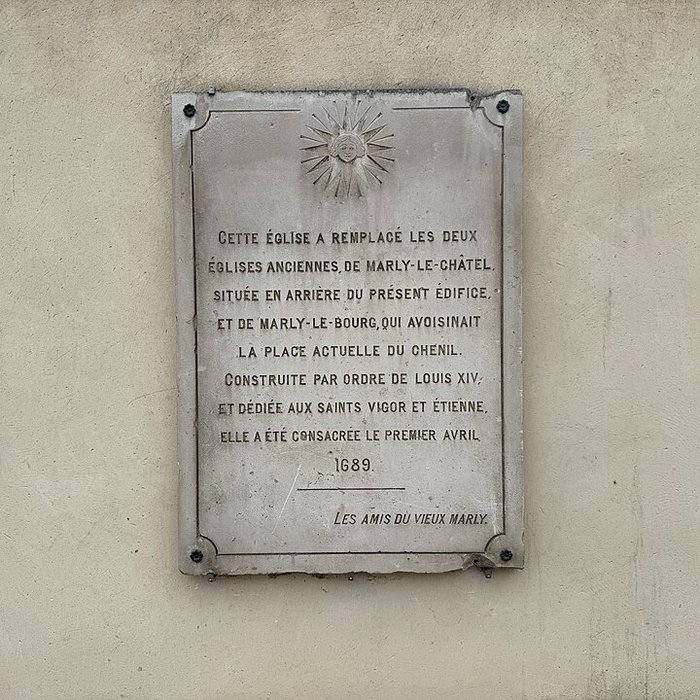 CETTE ÉGLISE A REMPLACÉ LES DEUX
ÉGLISES ANCIENNES, DE MARLY-LE-CHÂTEL,
SITUÉE EN ARRIÈRE DU PRÉSENT ÉDIFICE,
ET DE MARLY-LE-BOURG, QUI AVOISINAIT
LA PLACE ACTUELLE DU CHENIL.
CONSTRUITE PAR ORDRE DE LOUIS XIV,
ET DÉDIÉE AUX SAINTS VIGOR ET ÉTIENNE,
ELLE A ÉTÉ CONSACRÉE LE PREMIER AVRIL
1689.
LES AMIS DU VIEUX MARLY.